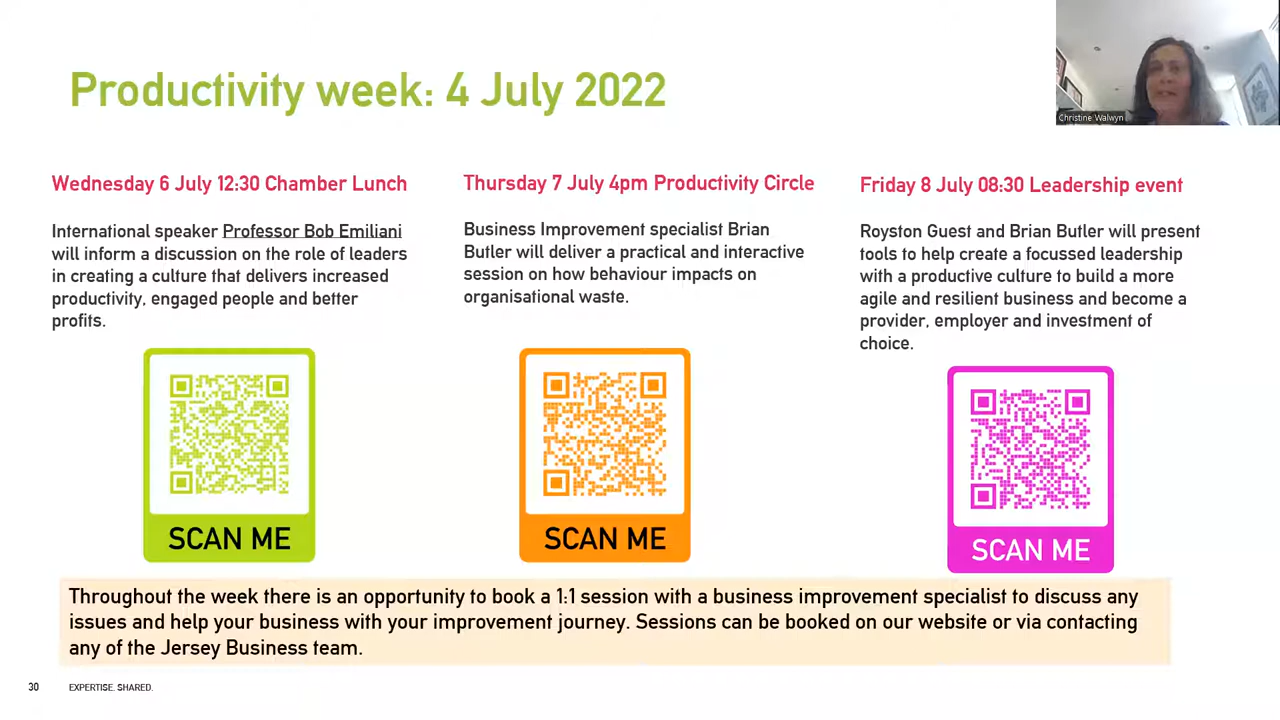 Productivity week: 4 July 2022
Christine Walwyn
Wednesday 6 July 12:30 Chamber Lunch
International speaker Professor Bob Emiliani
will inform a discussion on the role of leaders
in creating a culture that delivers increased
productivity, engaged people and better
profits.
SCAN ME
Thursday 7 July 4pm Productivity Circle
Business Improvement specialist Brian
Butler will deliver a practical and interactive
session on how behaviour impacts on
organisational waste.
SCAN ME
Friday 8 July 08:30 Leadership event
Royston Guest and Brian Butler will present
tools to help create a focussed leadership
with a productive culture to build a more
agile and resilient business and become a
provider, employer and investment of
choice.
SCAN ME
Throughout the week there is an opportunity to book a 1:1 session with a business improvement specialist to discuss any
issues and help your business with your improvement journey. Sessions can be booked on our website or via contacting
any of the Jersey Business team.
30 EXPERTISE. SHARED.